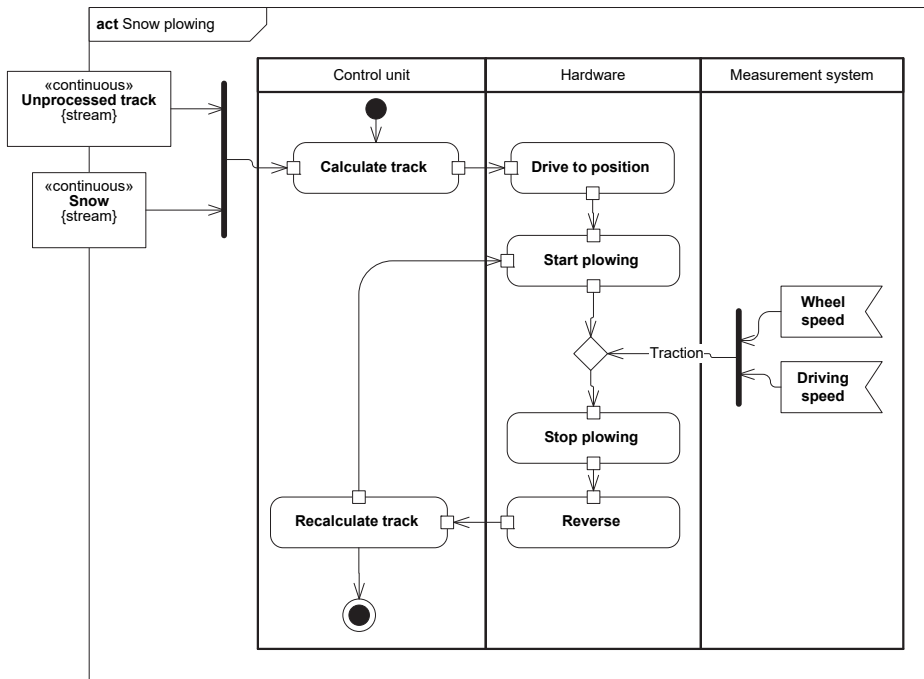 act Snow plowing
«continuous»
Unprocessed track
{stream}
«continuous»
Snow
{stream}
Control unit
Hardware
Measurement system
Calculate track
Drive to position
Start plowing
Wheel
speed
Traction
Driving
speed
Stop plowing
Recalculate track
Reverse